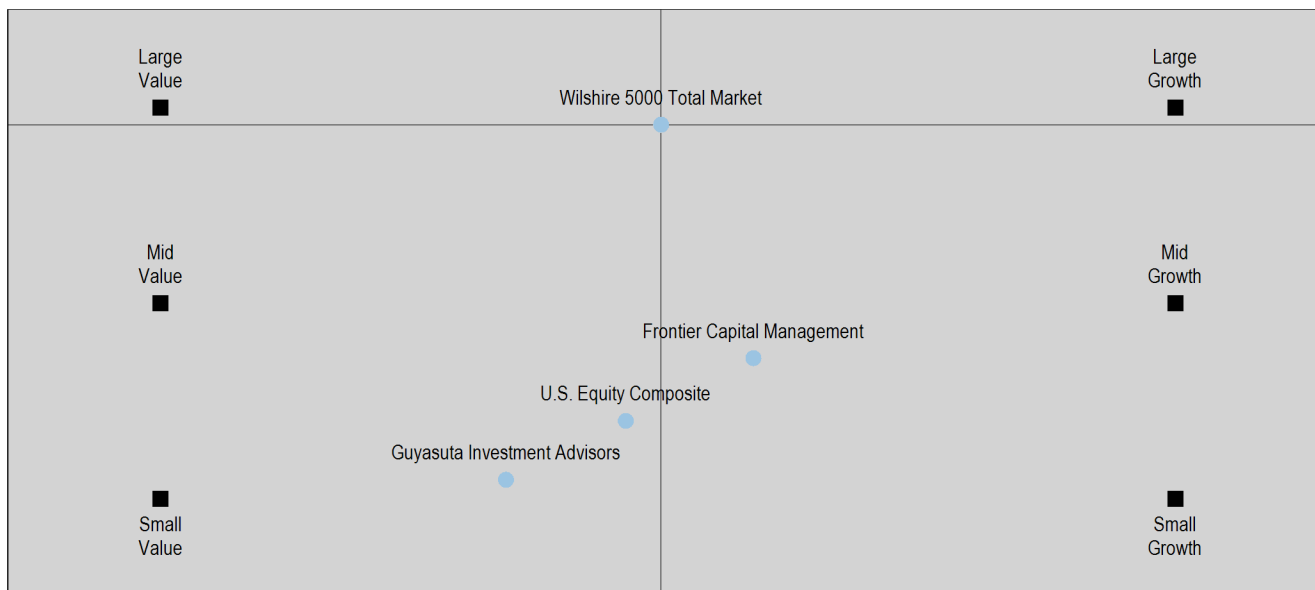 Large
Value
Large
Growth
Wilshire 5000 Total Market
Mid
Value
Mid
Growth
Frontier Capital Management
U.S. Equity Composite
Guyasuta Investment Advisors
Small
Value
Small
Growth